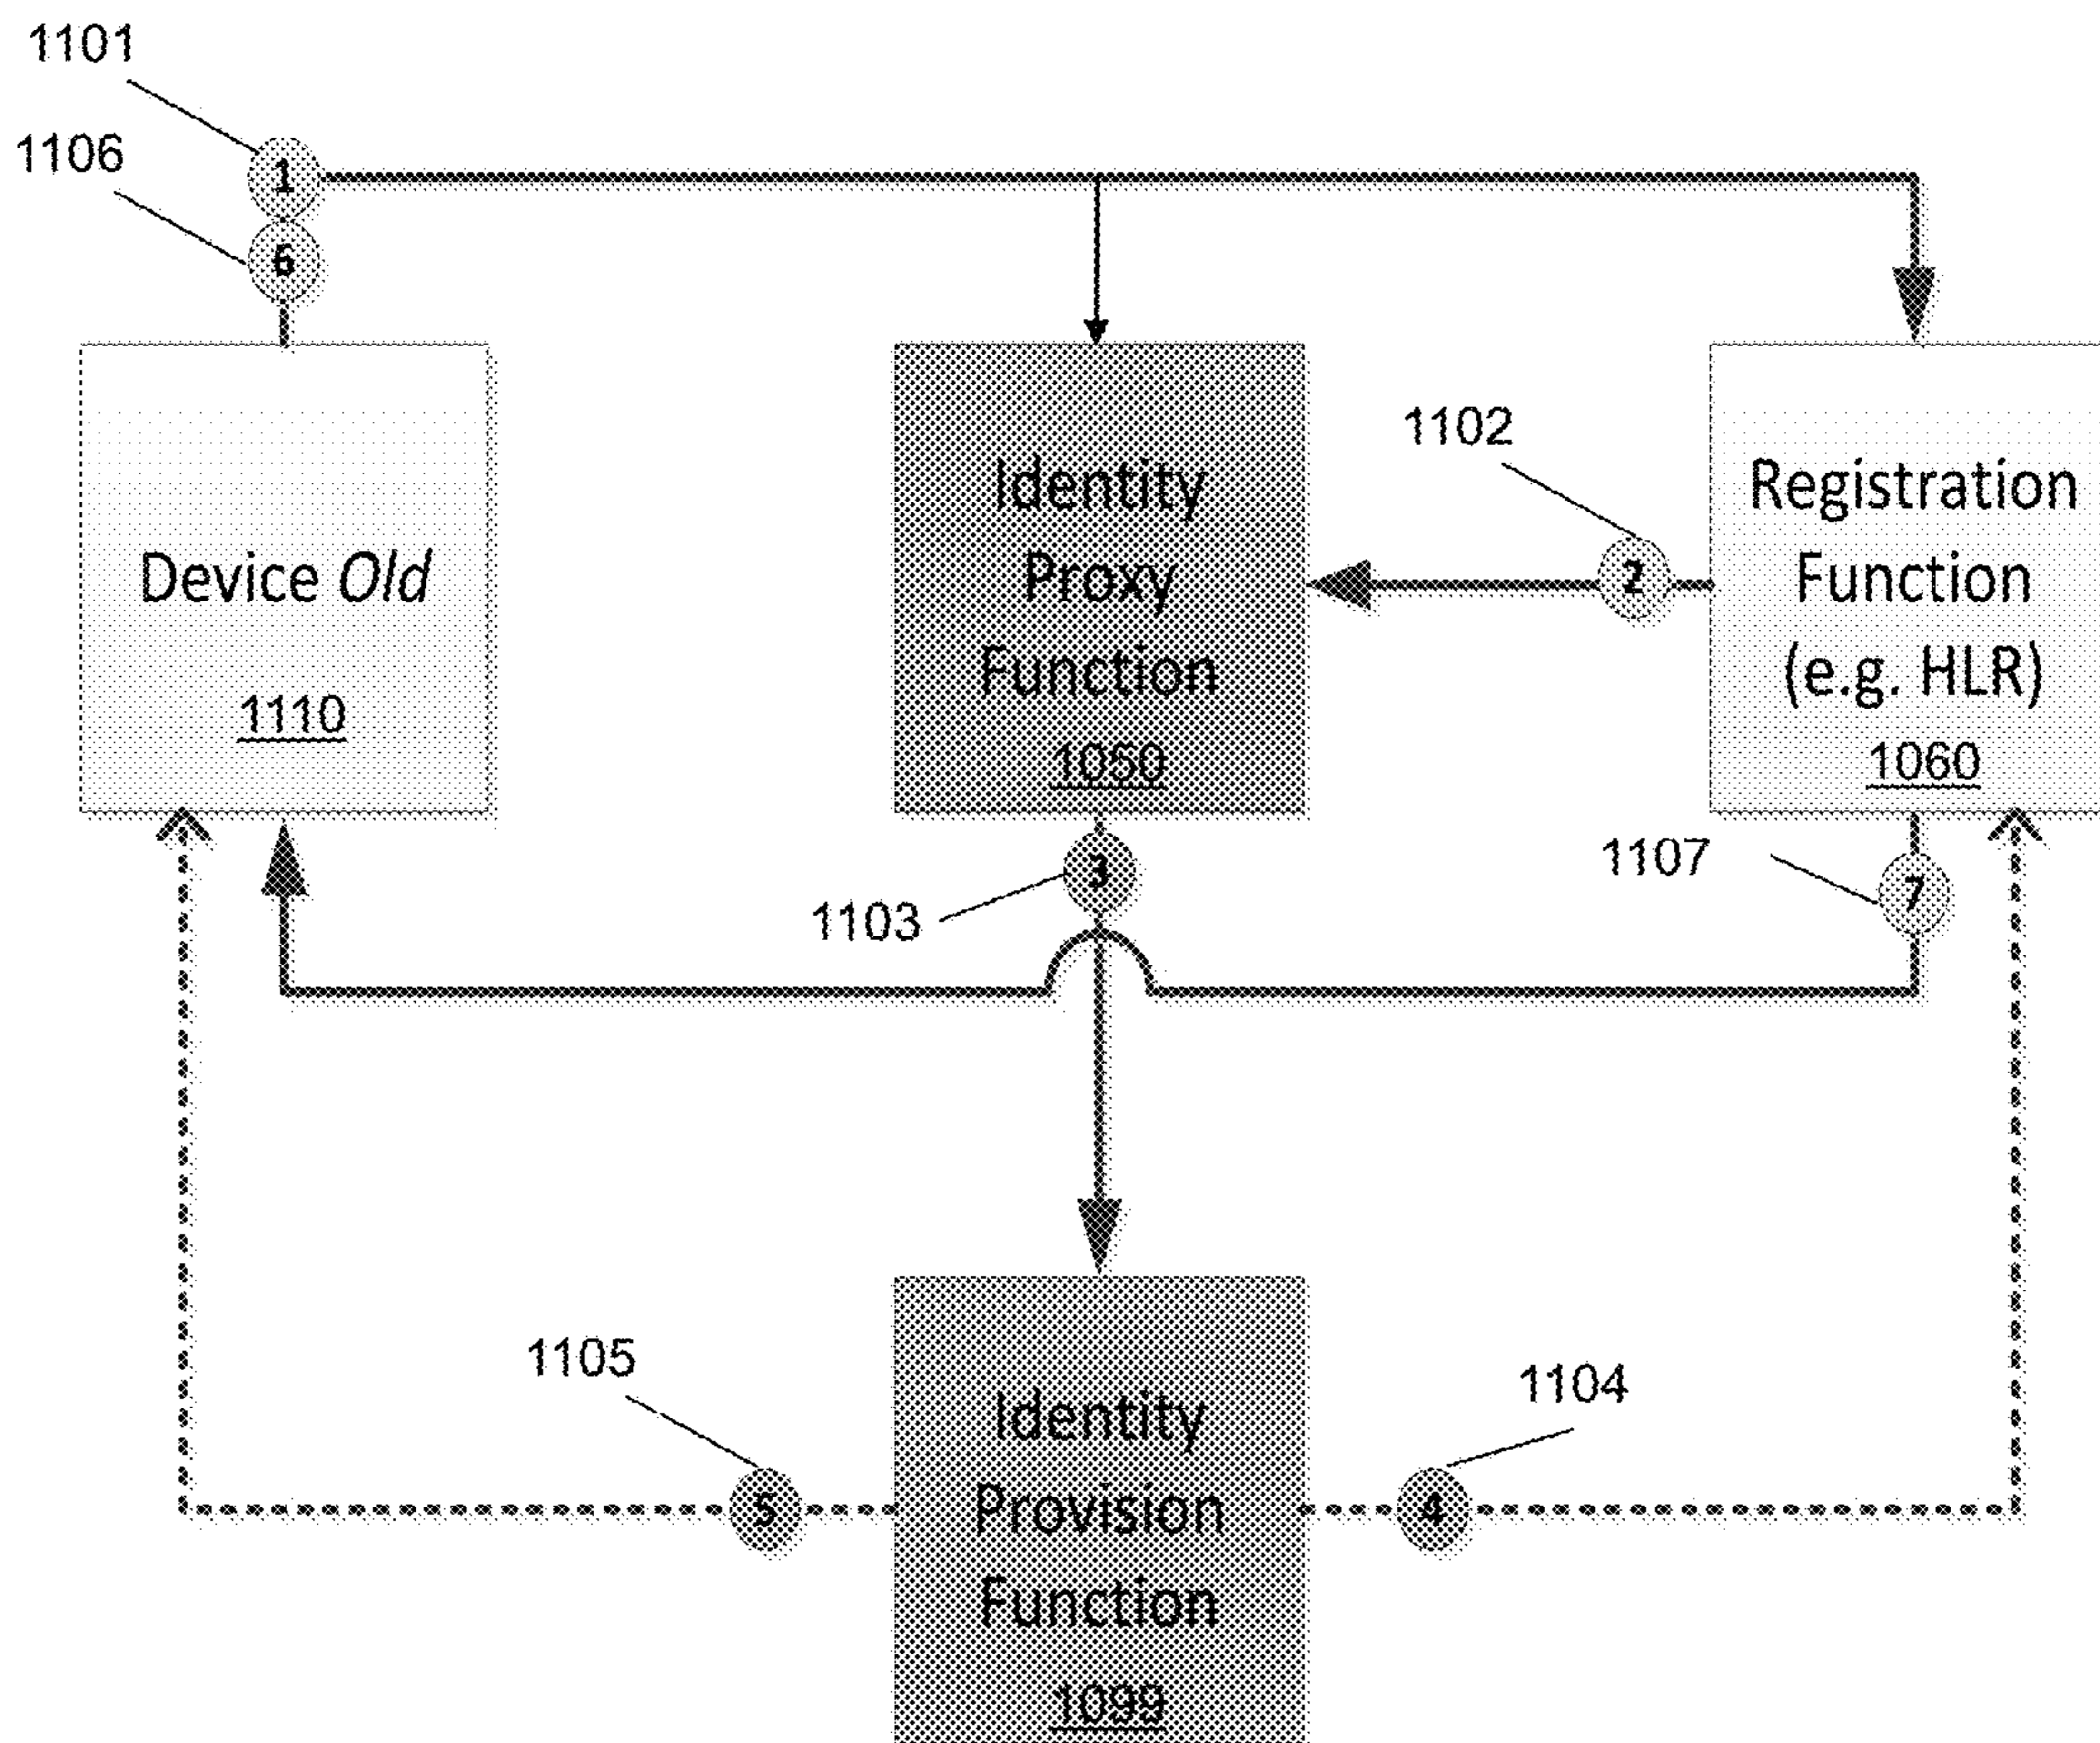 1101
1106
1
6
Device Old
1110
Identity
Proxy
Function
1050
1102
2
Registration
Function
(e.g. HLR)
1060
1103
3
1107
7
1105
5
Identity
Provision
Function
1099
1104
4